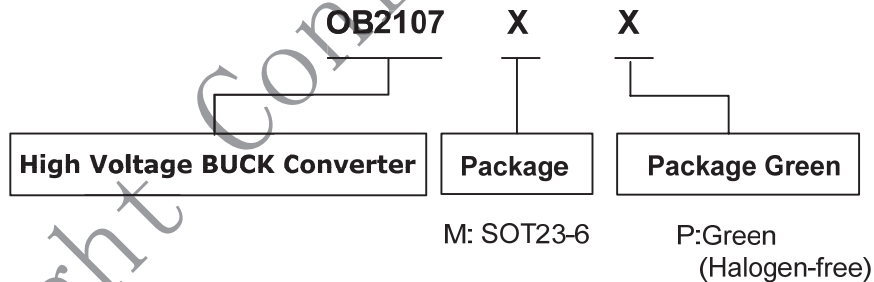 OB2107 X X
High Voltage BUCK Converter
Package
Package Green
M: SOT23-6
P:Green
(Halogen-free)